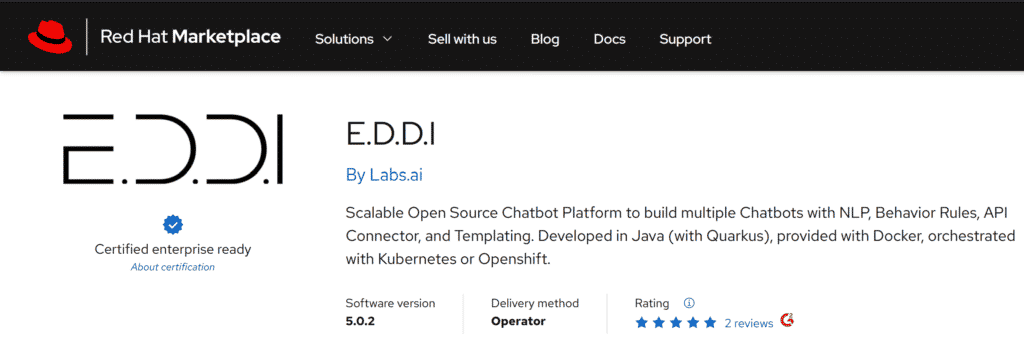 Red Hat Marketplace Solutions Sell with us Blog Docs Support
E.D.D.I
E.D.D.I
By Labs.ai
Scalable Open Source Chatbot Platform to build multiple Chatbots with NLP, Behavior Rules, API
Connector, and Templating. Developed in Java (with Quarkus), provided with Docker, orchestrated
with Kubernetes or Openshift.
Certified enterprise ready
About certification
Software version Delivery method Rating
5.0.2 Operator 2 reviews